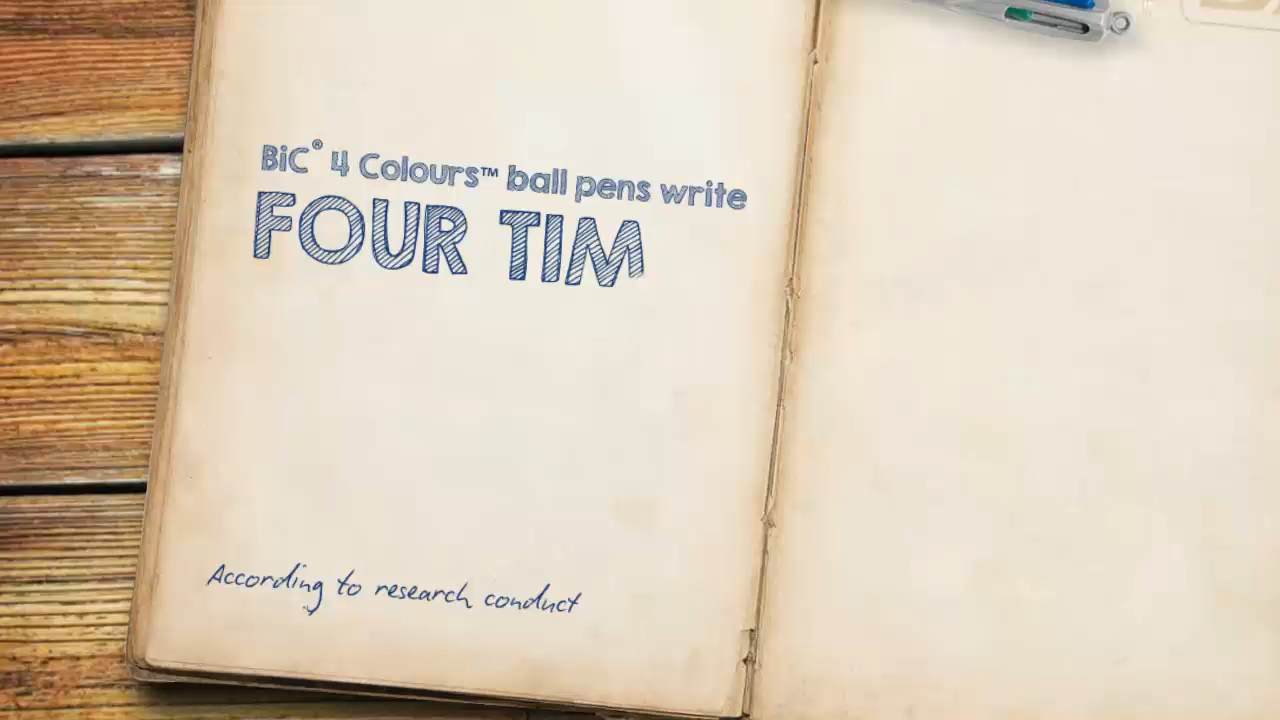 BiC® 4 Colours™ ball pens write
FOUR TIM
According to research conduct